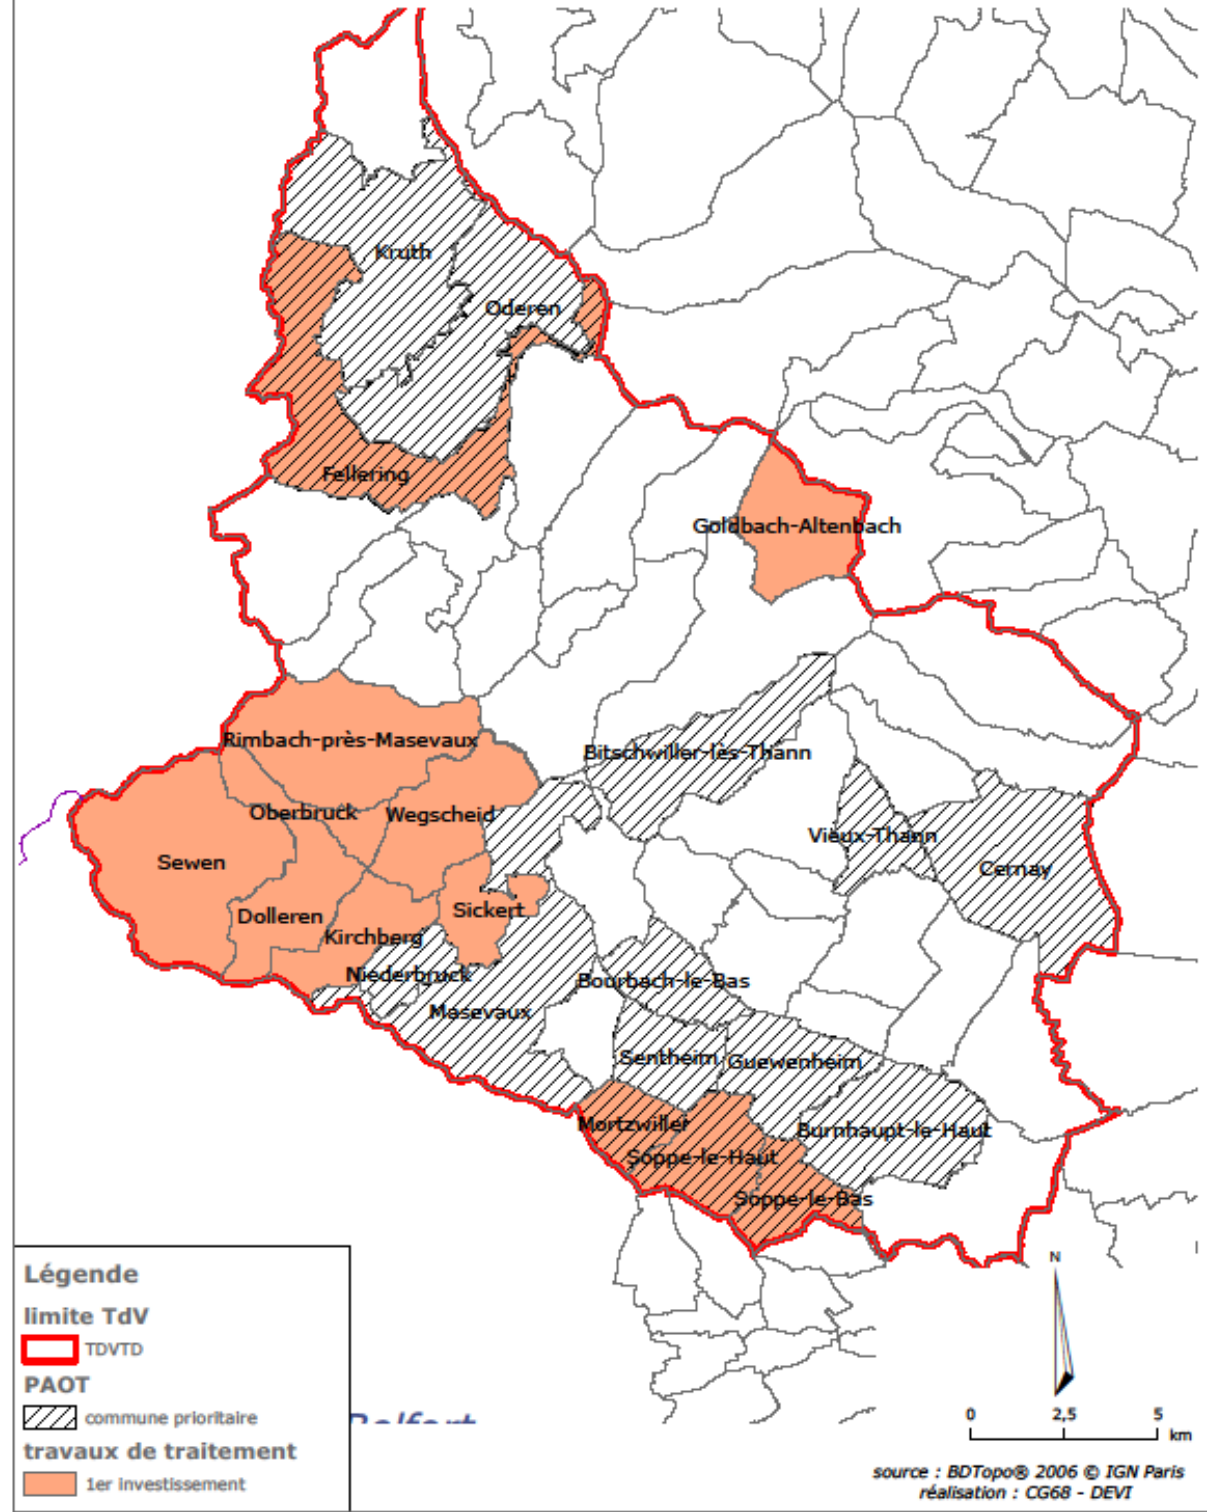 Kruth
Oderen
Fellering
Goldbach-Altenbach
Rimbach-près-Masevaux
Bitschwiller-lès-Thann
Oberbruck
Wegscheid
Vieux-Thann
Sewen
Cernay
Dolleren
Sickert
Kirchberg
Niederbruck
Bourbach-le-Bas
Masevaux
Sentheim
Guewenheim
Mortzwiller
Burnhaupt-le-Haut
Soppe-le-Haut
Soppe-le-Bas
Légende
limite TdV
TDVTD
PAOT
commune prioritaire
travaux de traitement
1er investissement
Belfort
N
0 2,5 5
km
source : BDTopo® 2006 © IGN Paris
réalisation : CG68 - DEVI